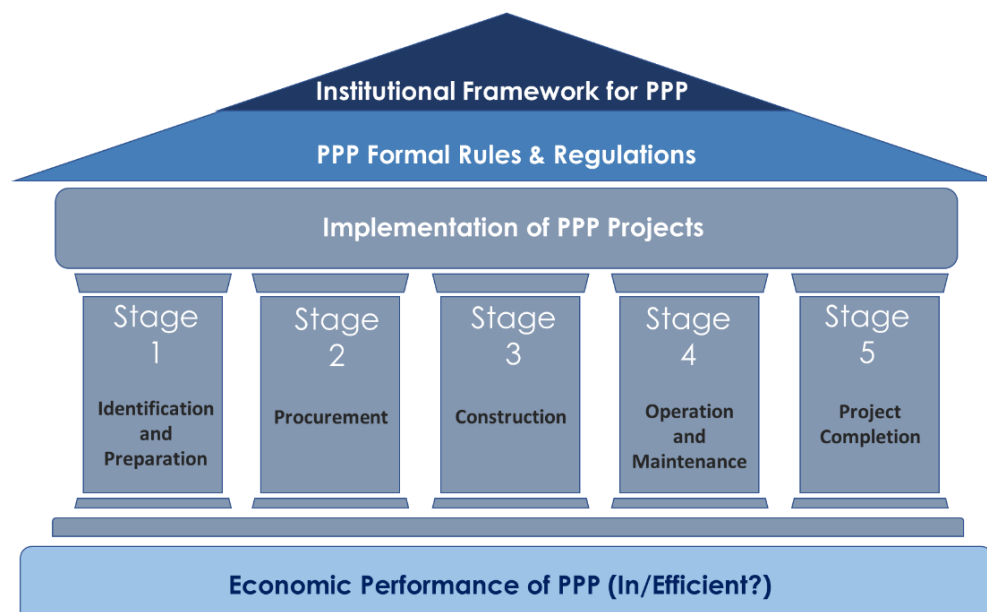 Institutional Framework for PPP
PPP Formal Rules & Regulations
Implementation of PPP Projects
Stage
1
Identification
and
Preparation
Stage
2
Procurement
Stage
3
Construction
Stage
4
Operation
and
Maintenance
Stage
5
Project
Completion
Economic Performance of PPP (In/Efficient?)